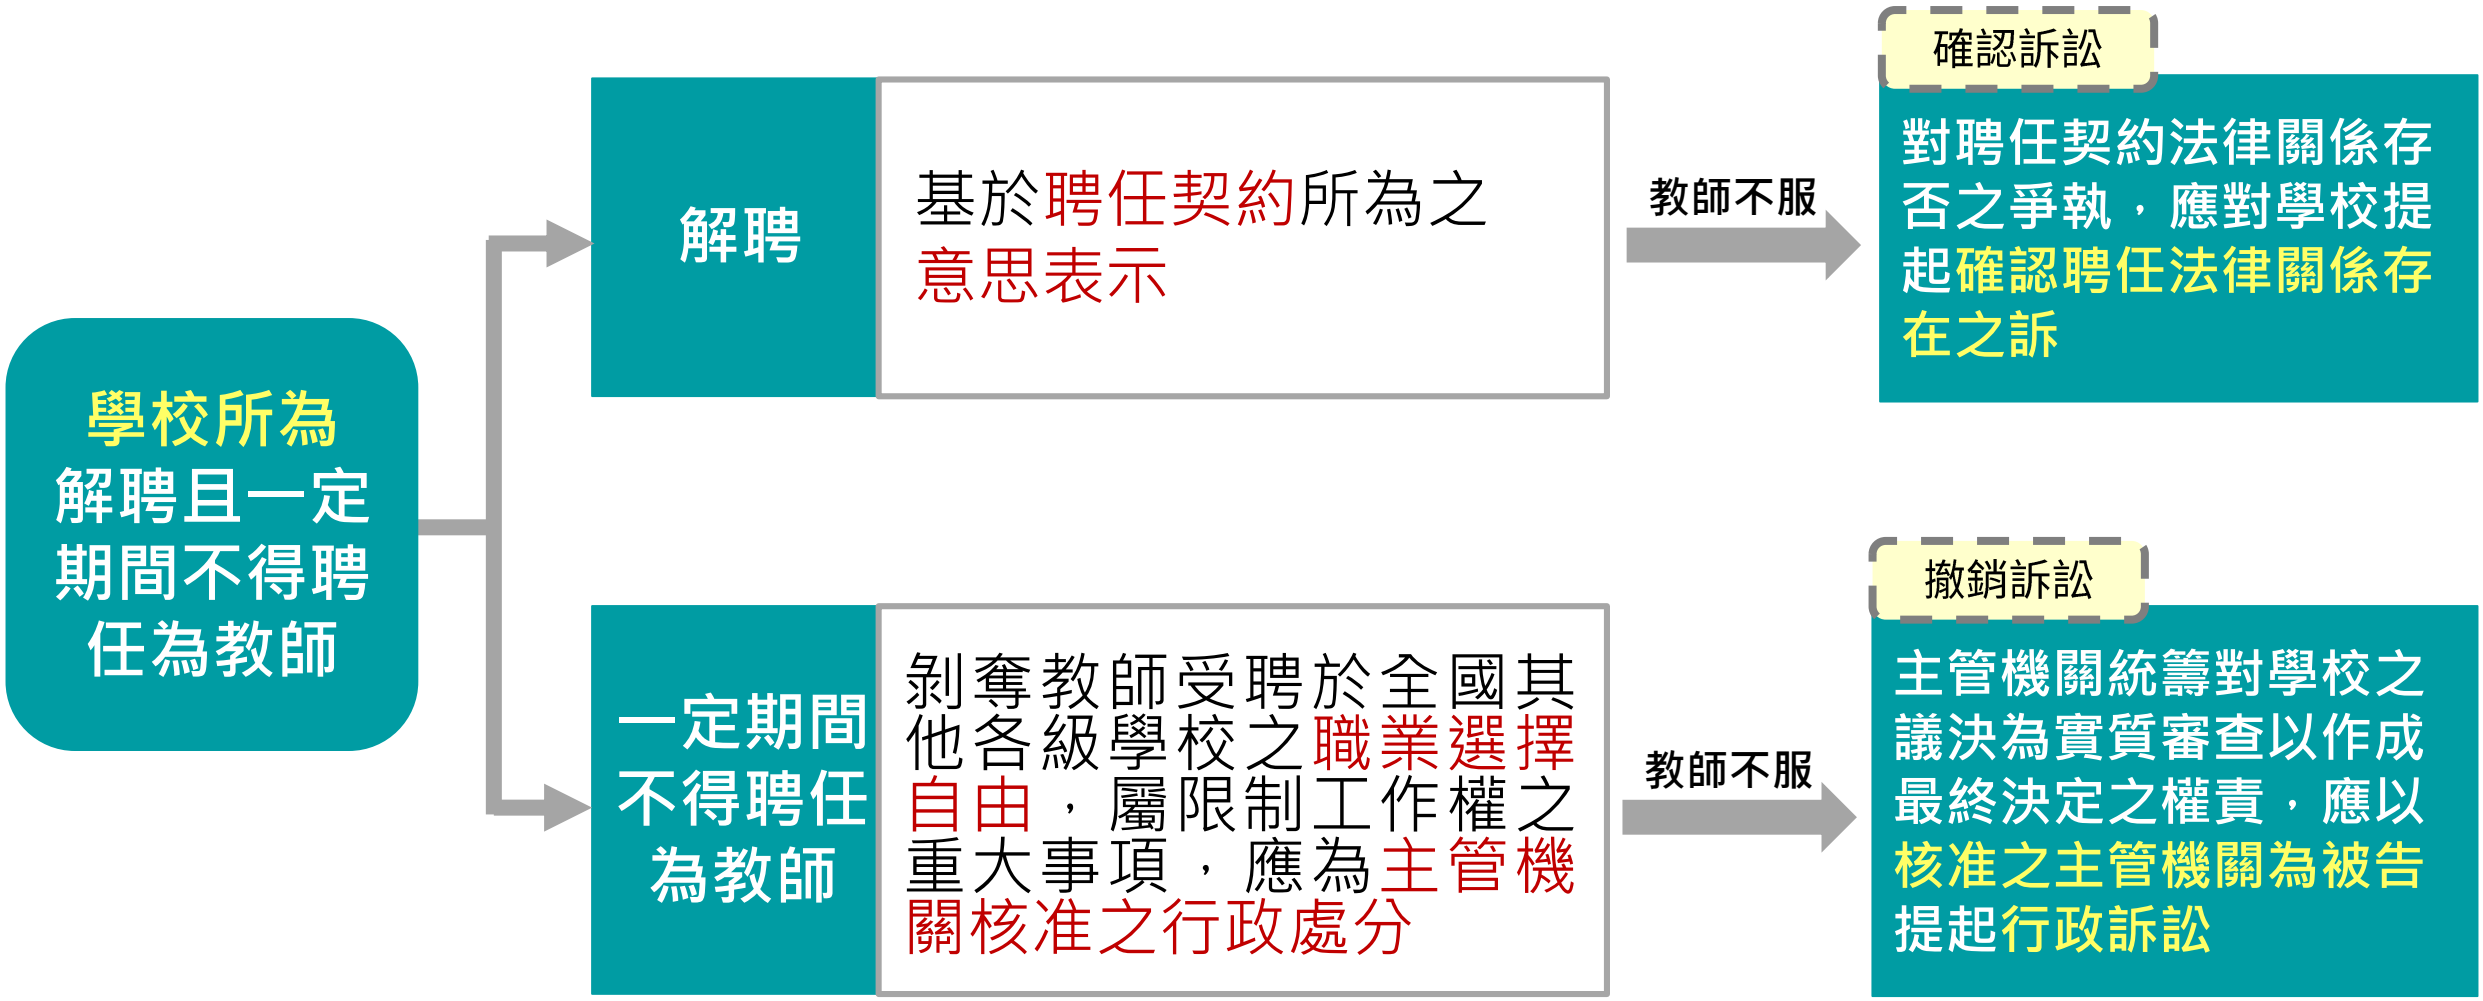 學校所為
解聘且一定
期間不得聘
任為教師
解聘
基於聘任契約所為之
意思表示
教師不服
確認訴訟
對聘任契約法律關係存
否之爭執，應對學校提
起確認聘任法律關係存
在之訴
一定期間
不得聘任
為教師
剝奪教師受聘於全國其
他各級學校之職業選擇
自由，屬限制工作權之
重大事項，應為主管機
關核准之行政處分
教師不服
撤銷訴訟
主管機關統籌對學校之
議決為實質審查以作成
最終決定之權責，應以
核准之主管機關為被告
提起行政訴訟